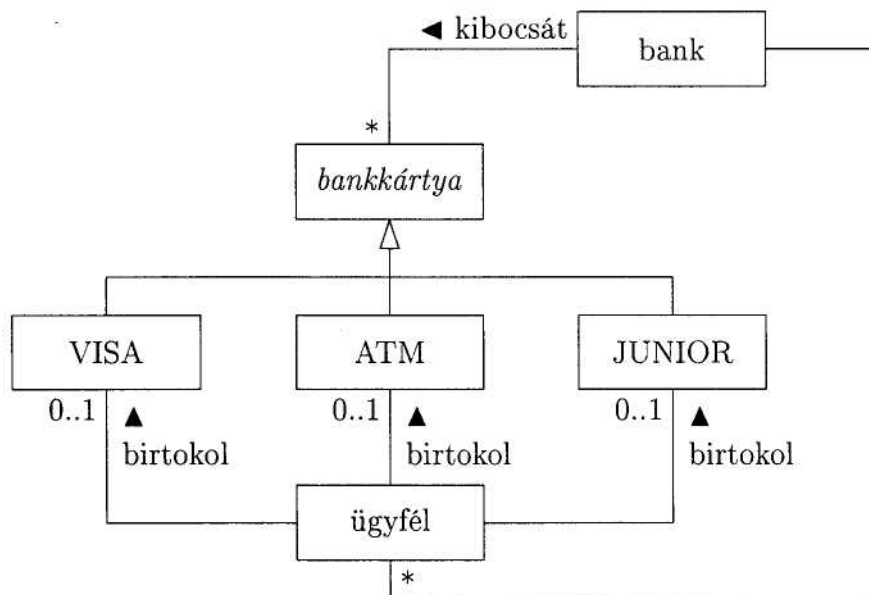 ◄ kibocsát
bank
*
bankkártya
VISA
ATM
JUNIOR
0..1 ▲
0..1 ▲
0..1 ▲
birtokol
birtokol
birtokol
ügyfél
*